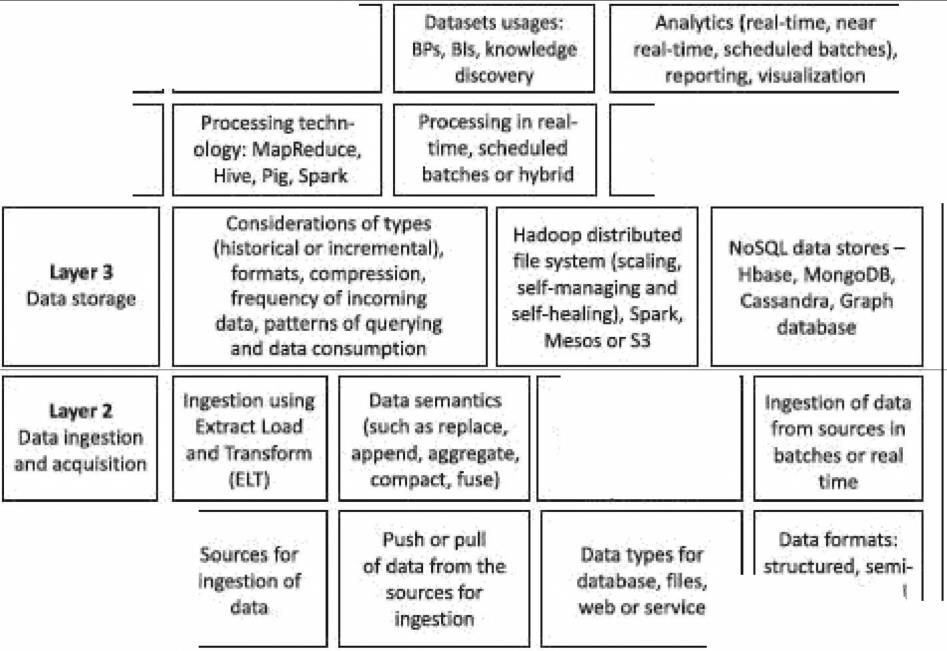 Datasets usages:
BPs, BIs, knowledge
discovery
Analytics (real-time, near
real-time, scheduled batches),
reporting, visualization
Processing techn-
ology: MapReduce,
Hive, Pig, Spark
Processing in real-
time, scheduled
batches or hybrid
Layer 3
Data storage
Considerations of types
(historical or incremental),
formats, compression,
frequency of incoming
data, patterns of querying
and data consumption
Hadoop distributed
file system (scaling,
self-managing and
self-healing), Spark,
Mesos or S3
NoSQL data stores –
Hbase, MongoDB,
Cassandra, Graph
database
Layer 2
Data ingestion
and acquisition
Ingestion using
Extract Load
and Transform
(ELT)
Data semantics
(such as replace,
append, aggregate,
compact, fuse)
Ingestion of data
from sources in
batches or real
time
Sources for
ingestion of
data
Push or pull
of data from the
sources for
ingestion
Data types for
database, files,
web or service
Data formats:
structured, semi-